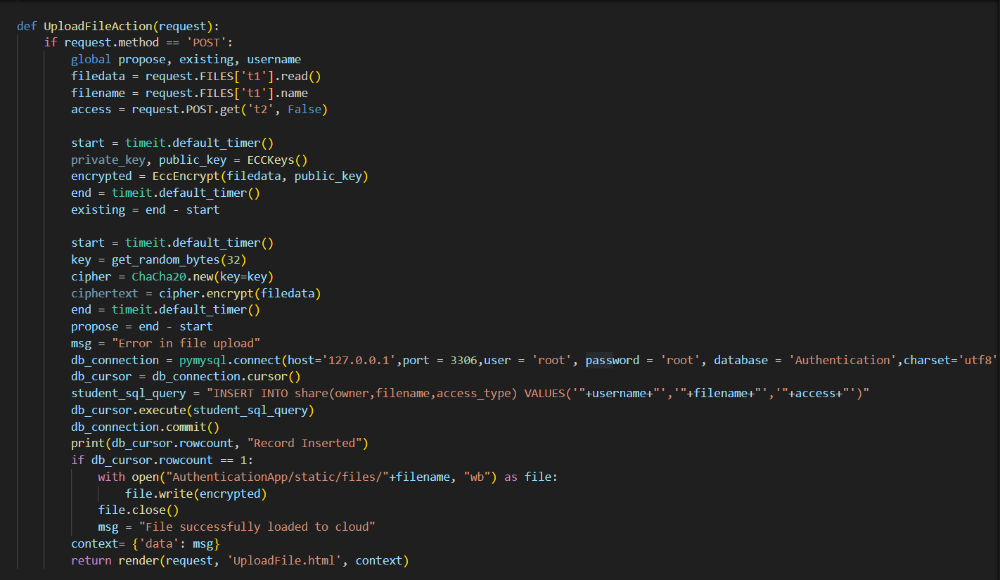 def UploadFileAction(request):
    if request.method == 'POST':
        global propose, existing, username
        filedata = request.FILES['t1'].read()
        filename = request.FILES['t1'].name
        access = request.POST.get('t2', False)

        start = timeit.default_timer()
        private_key, public_key = ECCKeys()
        encrypted = EccEncrypt(filedata, public_key)
        end = timeit.default_timer()
        existing = end - start

        start = timeit.default_timer()
        key = get_random_bytes(32)
        cipher = ChaCha20.new(key=key)
        ciphertext = cipher.encrypt(filedata)
        end = timeit.default_timer()
        propose = end - start
        msg = "Error in file upload"
        db_connection = pymysql.connect(host='127.0.0.1',port = 3306,user = 'root', password = 'root', database = 'Authentication',charset='utf8'
        db_cursor = db_connection.cursor()
        student_sql_query = "INSERT INTO share(owner,filename,access_type) VALUES('"+username+"','"+filename+"','"+access+"')"
        db_cursor.execute(student_sql_query)
        db_connection.commit()
        print(db_cursor.rowcount, "Record Inserted")
        if db_cursor.rowcount == 1:
            with open("AuthenticationApp/static/files/"+filename, "wb") as file:
                file.write(encrypted)
            file.close()
            msg = "File successfully loaded to cloud"
        context= {'data': msg}
        return render(request, 'UploadFile.html', context)